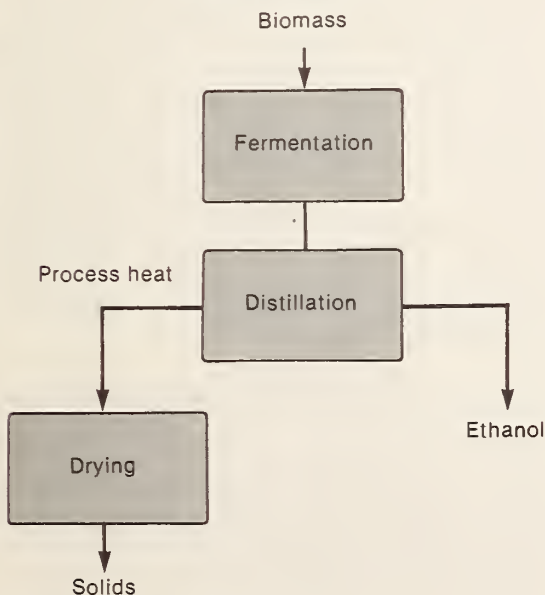 Biomass
Fermentation
Process heat
Distillation
Ethanol
Drying
Solids